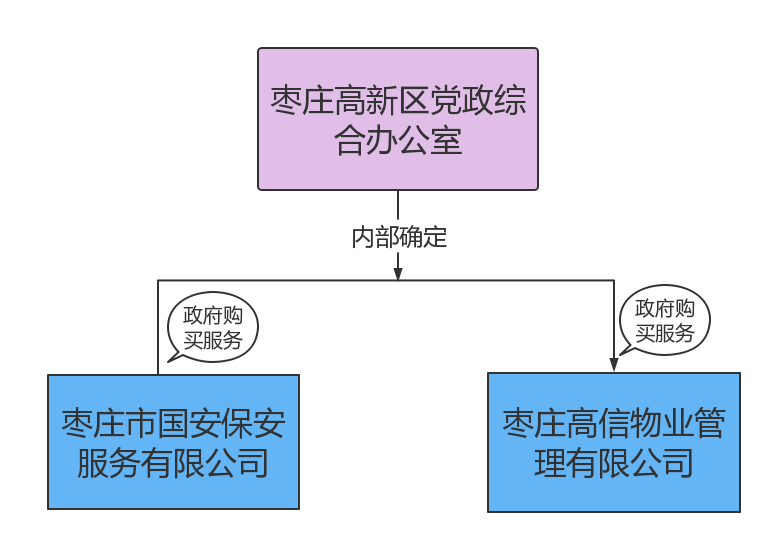 枣庄高新区党政综
合办公室
内部确定
政府购
买服务
政府购
买服务
枣庄市国安保安
服务有限公司
枣庄高信物业管
理有限公司